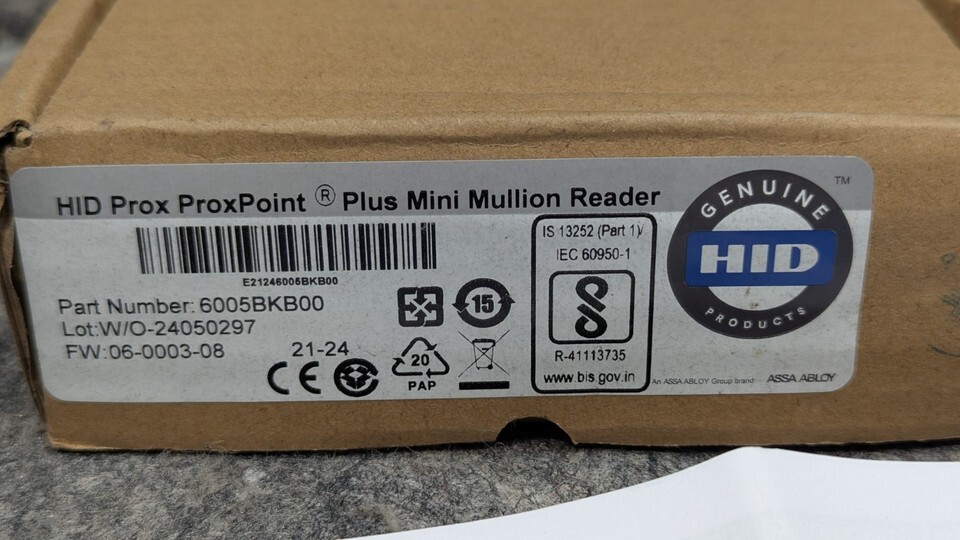 HID Prox ProxPoint ® Plus Mini Mullion Reader
E21246005BKB00
Part Number: 6005BKB00
Lot:W/O-24050297
FW:06-0003-08
21-24
CE
15
20
PAP
IS 13252 (Part 1)/
IEC 60950-1
R-41113735
www.bis.gov.in
GENUINE
HID
PRODUCTS
TM
An ASSA ABLOY Group brand
ASSA ABLOY